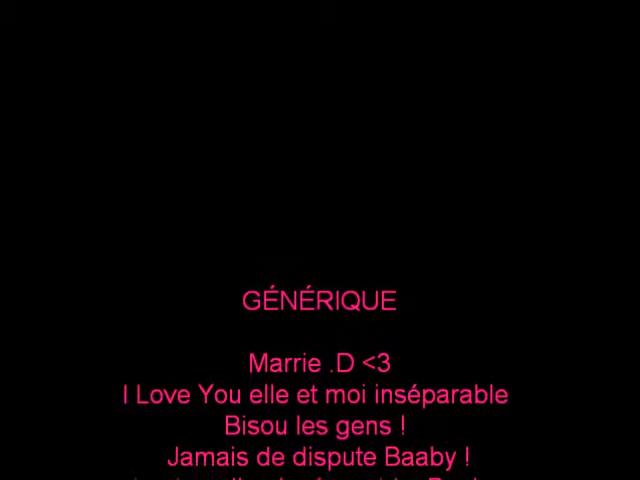 GÉNÉRIQUE
Marrie .D <3
I Love You elle et moi inséparable
Bisou les gens !
Jamais de dispute Baaby !